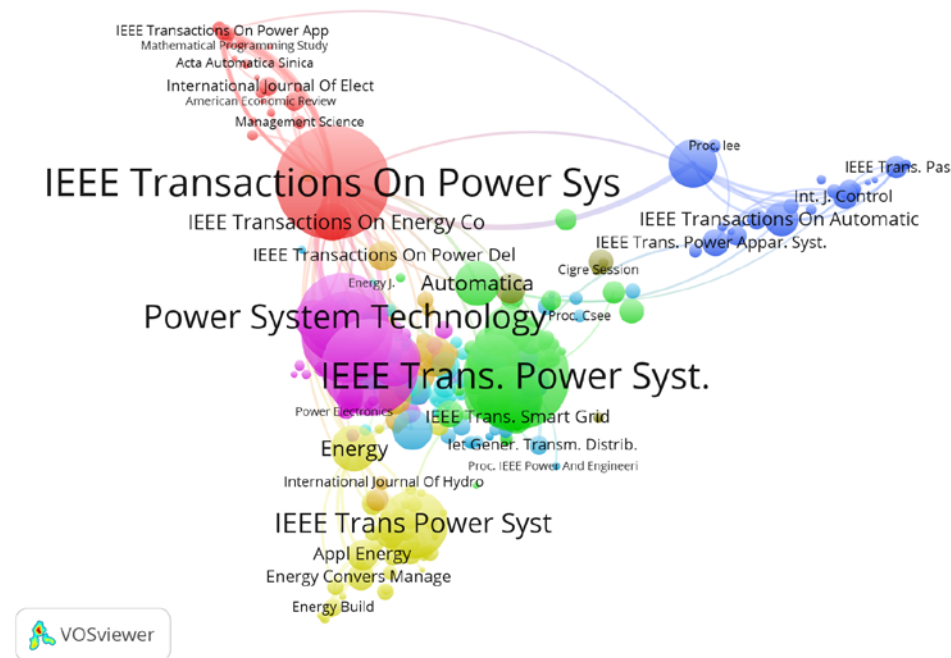 IEEE Transactions On Power App
Mathematical Programming Study
Acta Automatica Sinica
International Journal Of Elect
American Economic Review
Management Science
Proc. Iee
IEEE Trans. Pas
IEEE Transactions On Power Sys
Int. J. Control
IEEE Transactions On Energy Co
IEEE Transactions On Automatic
IEEE Trans. Power Appar. Syst.
IEEE Transactions On Power Del
Cigre Session
Energy J.
Automatica
Power System Technology
Proc. Csee
IEEE Trans. Power Syst.
Power Electronics
IEEE Trans. Smart Grid
Energy
Iet Gener. Transm. Distrib.
Proc. IEEE Power And Engineeri
International Journal Of Hydro
IEEE Trans Power Syst
Appl Energy
Energy Convers Manage
Energy Build
VOSviewer